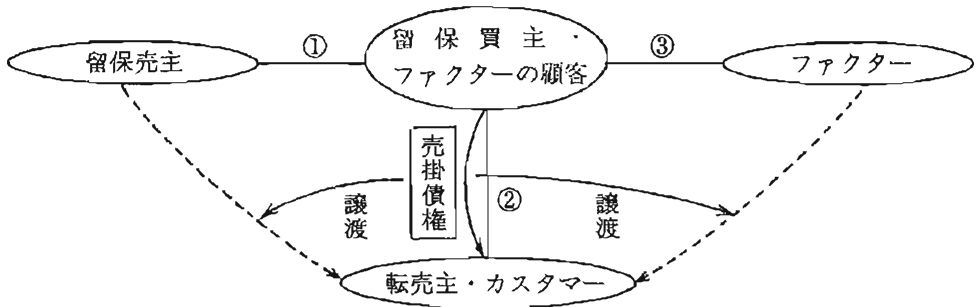 ①
留保買主・
ファクターの顧客
③
留保売主
ファクター
売掛債権
譲渡
②
譲渡
転売主・カスタマー